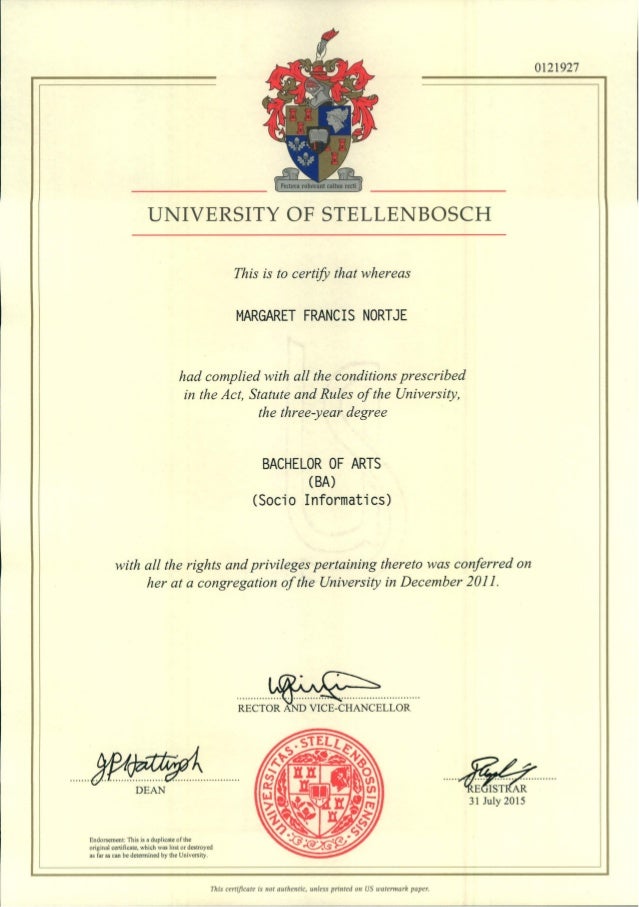 0121927
Pectora roborant cultus recti
UNIVERSITY OF STELLENBOSCH
This is to certify that whereas
MARGARET FRANCIS NORTJE
had complied with all the conditions prescribed
in the Act, Statute and Rules of the University,
the three-year degree
BACHELOR OF ARTS
(BA)
(Socio Informatics)
with all the rights and privileges pertaining thereto was conferred on
her at a congregation of the University in December 2011.
RECTOR AND VICE-CHANCELLOR
JPHattingh
DEAN
UNIVERSITAS · STELLENBOSSIENSIS
REGISTRAR
31 July 2015
Endorsement: This is a duplicate of the
original certificate, which was lost or destroyed
as far as can be determined by the University.
This certificate is not authentic, unless printed on US watermark paper.